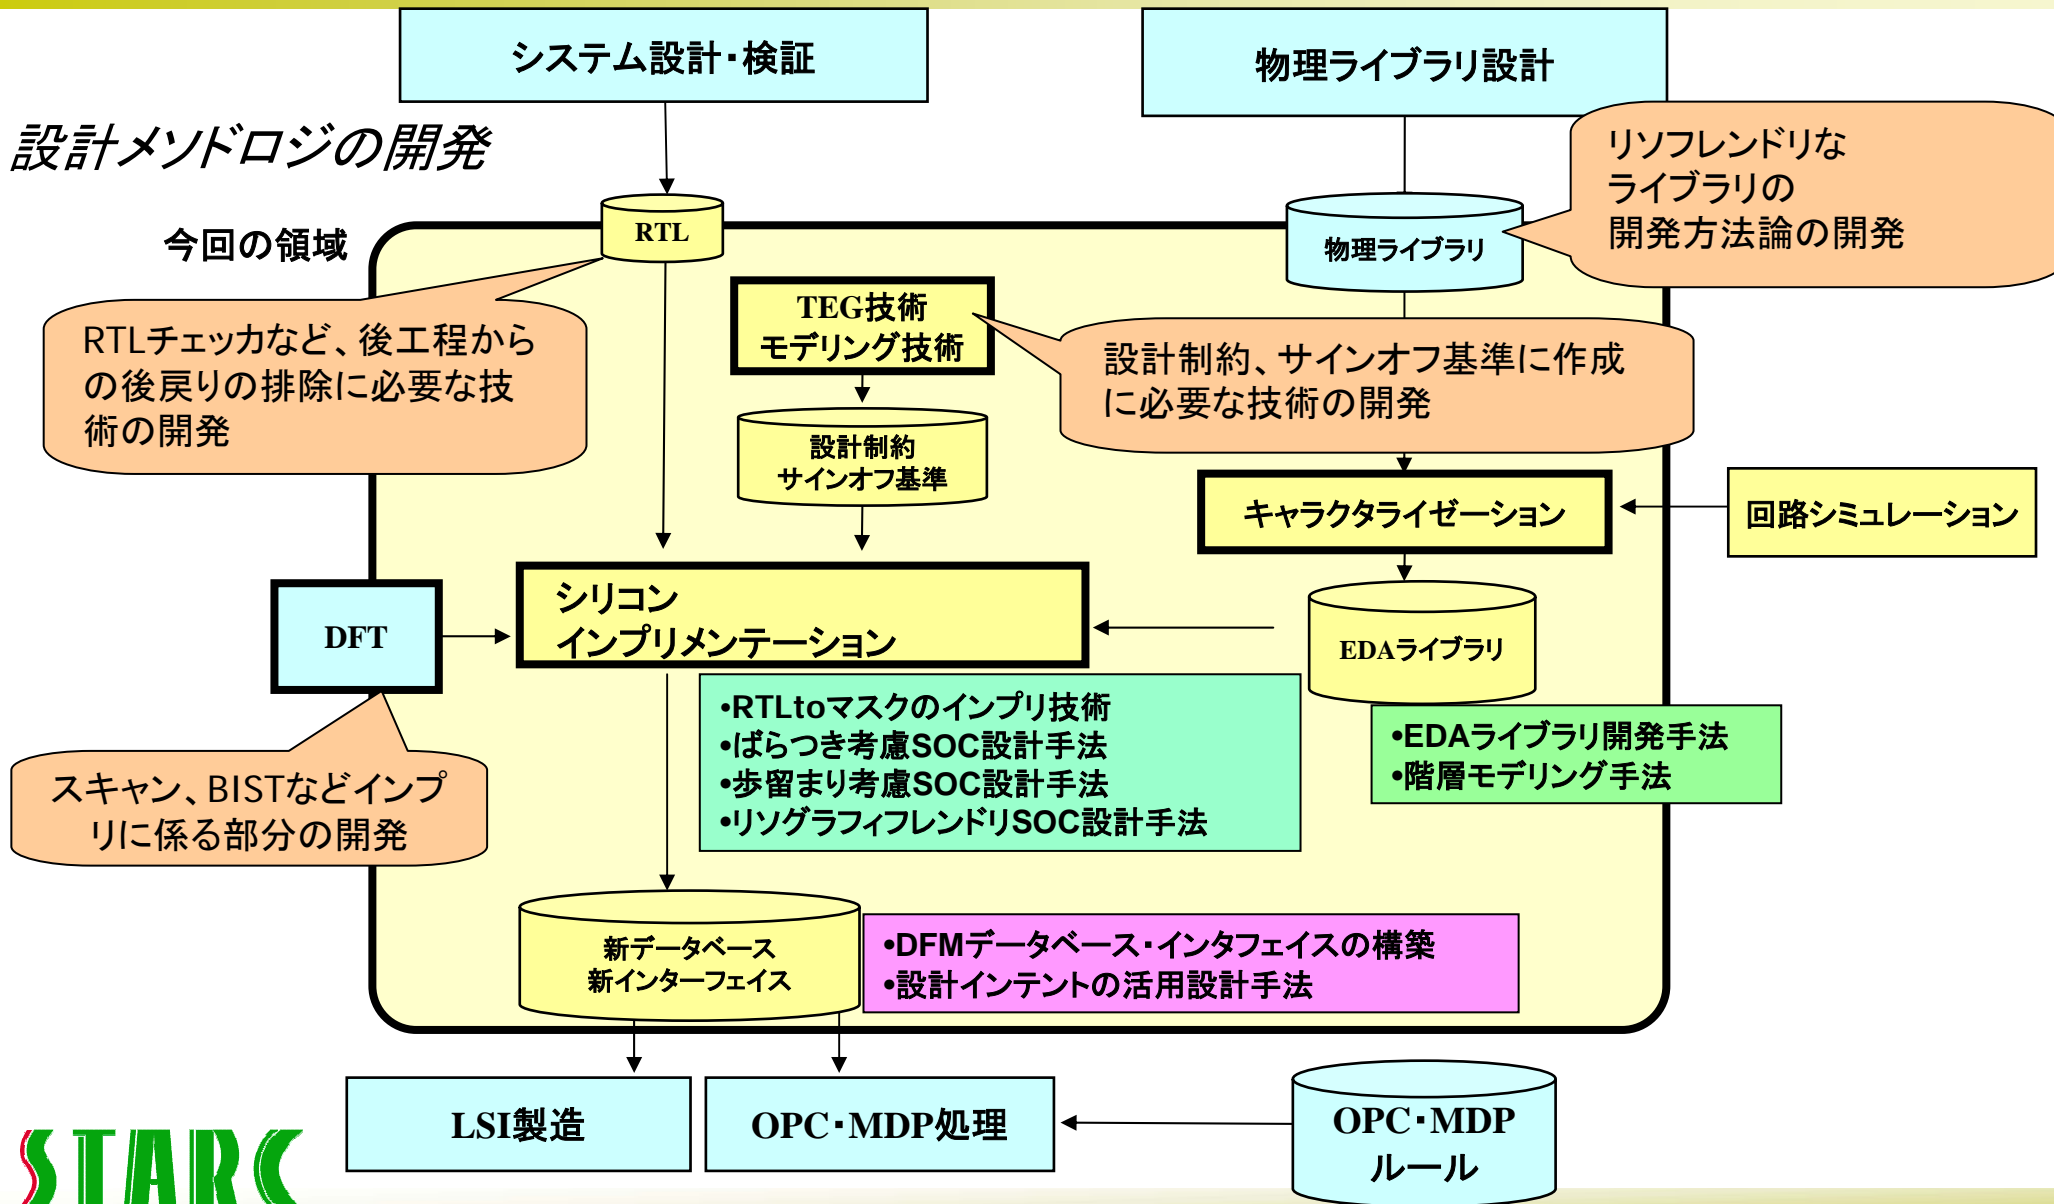 システム設計・検証
物理ライブラリ設計
設計メソドロジの開発
リソフレンドリな
ライブラリの
開発方法論の開発
今回の領域
RTL
物理ライブラリ
TEG技術
モデリング技術
RTLチェッカなど、後工程から
の後戻りの排除に必要な技
術の開発
設計制約、サインオフ基準に作成
に必要な技術の開発
設計制約
サインオフ基準
キャラクタライゼーション
回路シミュレーション
シリコン
インプリメンテーション
DFT
EDAライブラリ
•RTLtoマスクのインプリ技術
•ばらつき考慮SOC設計手法
•歩留まり考慮SOC設計手法
•リソグラフィフレンドリSOC設計手法
•EDAライブラリ開発手法
•階層モデリング手法
スキャン、BISTなどインプ
リに係る部分の開発
新データベース
新インターフェイス
•DFMデータベース・インタフェイスの構築
•設計インテントの活用設計手法
LSI製造
OPC・MDP処理
OPC・MDP
ルール
STARC